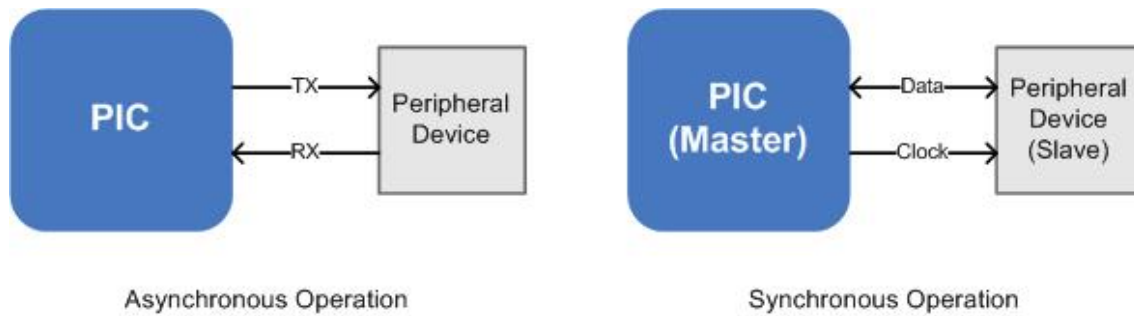 PIC
TX
RX
Peripheral
Device
Asynchronous Operation
PIC
(Master)
Data
Clock
Peripheral
Device
(Slave)
Synchronous Operation